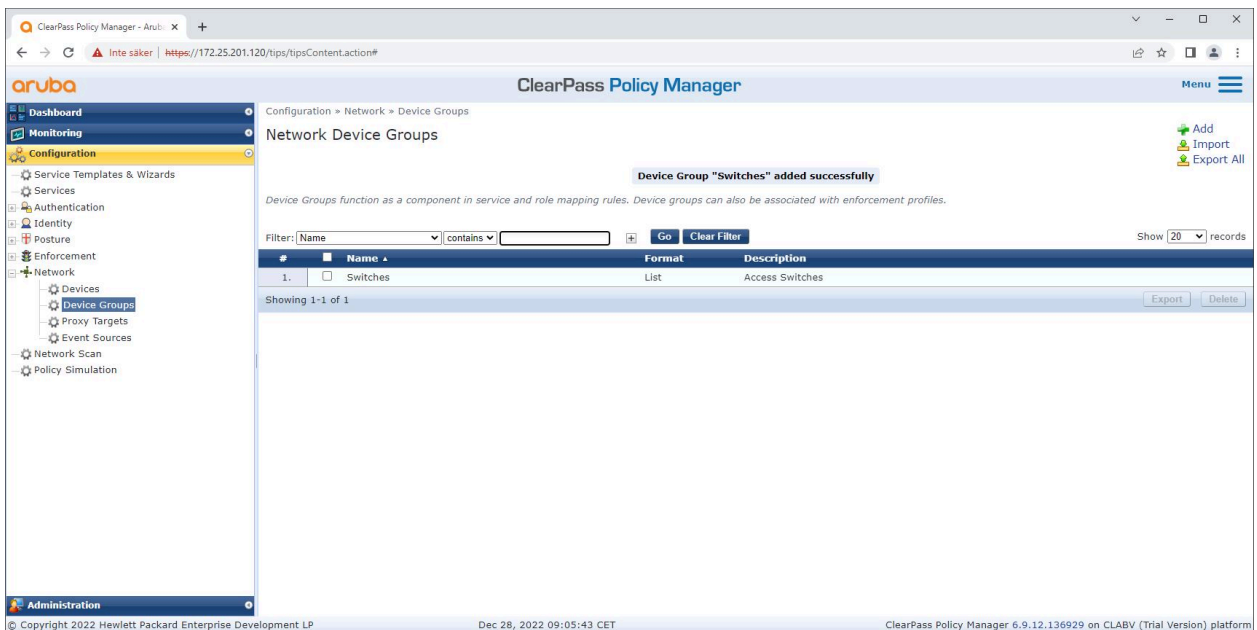 ClearPass Policy Manager - Arub
Inte säker https://172.25.201.120/tips/tipsContent.action#
aruba
ClearPass Policy Manager
Menu
Dashboard
Monitoring
Configuration
Service Templates & Wizards
Services
Authentication
Identity
Posture
Enforcement
Network
Devices
Device Groups
Proxy Targets
Event Sources
Network Scan
Policy Simulation
Administration
Configuration » Network » Device Groups
Network Device Groups
Add
Import
Export All
Device Group "Switches" added successfully
Device Groups function as a component in service and role mapping rules. Device groups can also be associated with enforcement profiles.
Filter: Name contains Go Clear Filter Show 20 records
# Name Format Description
1. Switches List Access Switches
Showing 1-1 of 1 Export Delete
© Copyright 2022 Hewlett Packard Enterprise Development LP Dec 28, 2022 09:05:43 CET ClearPass Policy Manager 6.9.12.136929 on CLABV (Trial Version) platform